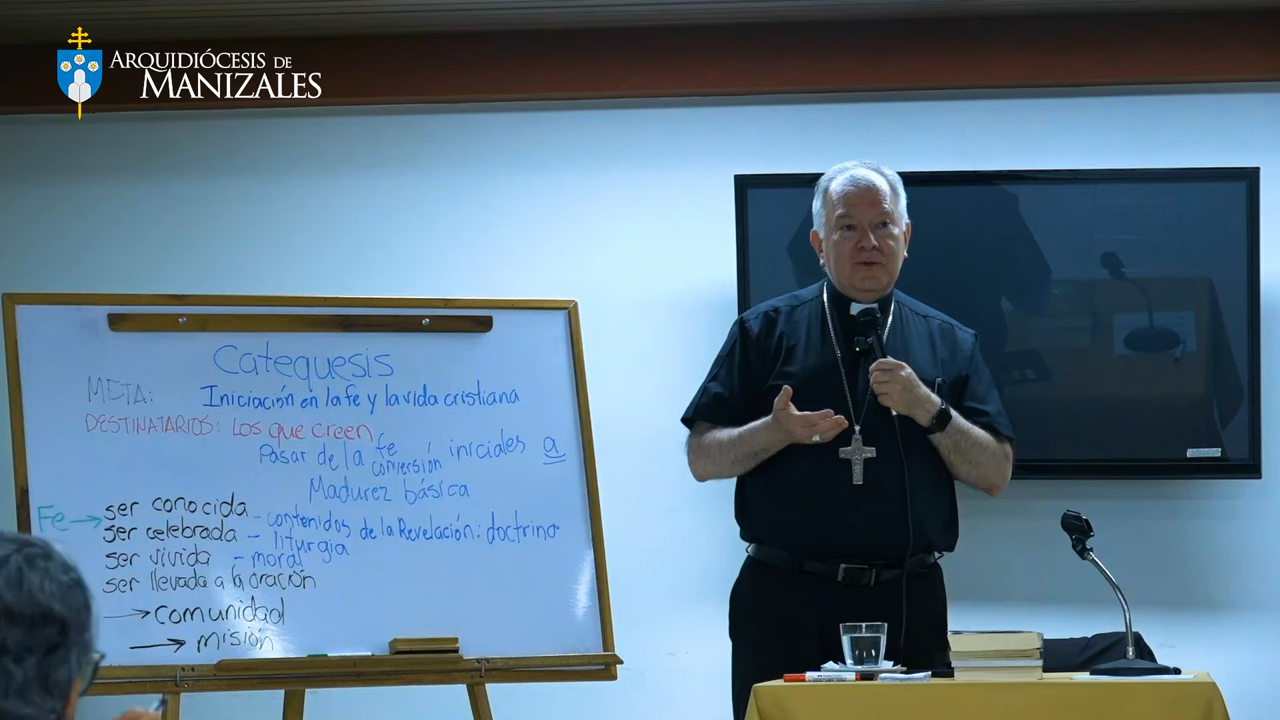 ARQUIDIÓCESIS DE
MANIZALES
Catequesis
META: Iniciación en la fe y la vida cristiana
DESTINATARIOS: Los que creen
Pasar de la fe y conversión iniciales a
Madurez básica
Fe → ser conocida - contenidos de la Revelación: doctrina
ser celebrada - liturgia
ser vivida - moral
ser llevada a la oración
→ comunidad
→ misión